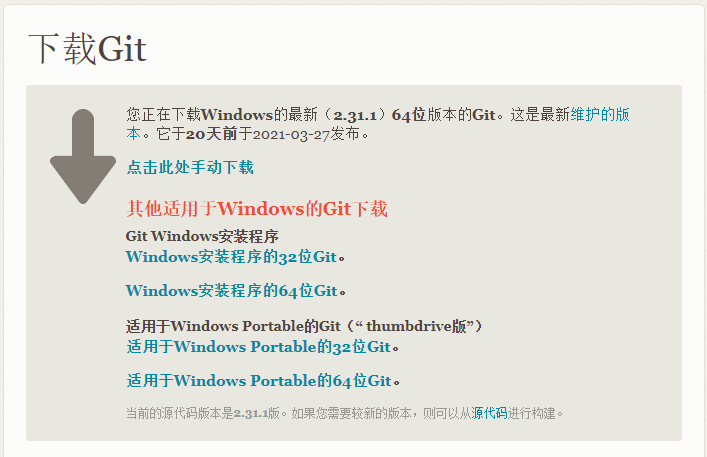 下载Git
您正在下载Windows的最新（2.31.1）64位版本的Git。这是最新维护的版
本。它于20天前于2021-03-27发布。
点击此处手动下载
其他适用于Windows的Git下载
Git Windows安装程序
Windows安装程序的32位Git。
Windows安装程序的64位Git。
适用于Windows Portable的Git（“ thumbdrive版”）
适用于Windows Portable的32位Git。
适用于Windows Portable的64位Git。
当前的源代码版本是2.31.1版。如果您需要较新的版本，则可以从源代码进行构建。